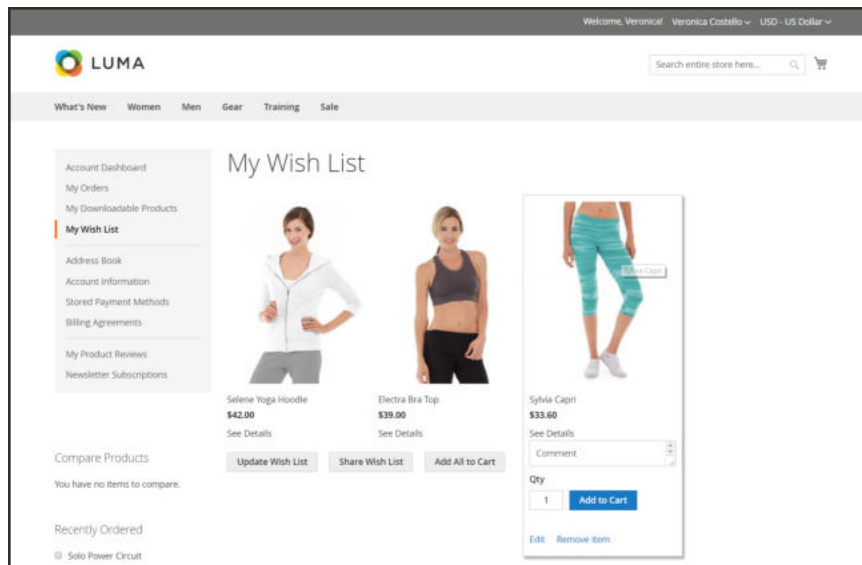 Welcome, Veronica! Veronica Costello USD - US Dollar
LUMA
Search entire store here...
What's New Women Men Gear Training Sale
Account Dashboard
My Orders
My Downloadable Products
My Wish List
Address Book
Account Information
Stored Payment Methods
Billing Agreements
My Product Reviews
Newsletter Subscriptions
Compare Products
You have no items to compare.
Recently Ordered
Solo Power Circuit
My Wish List
Sylvia Capri
Selene Yoga Hoodie
$42.00
See Details
Electra Bra Top
$39.00
See Details
Sylvia Capri
$33.60
See Details
Comment
Qty
1 Add to Cart
Edit Remove item
Update Wish List Share Wish List Add All to Cart